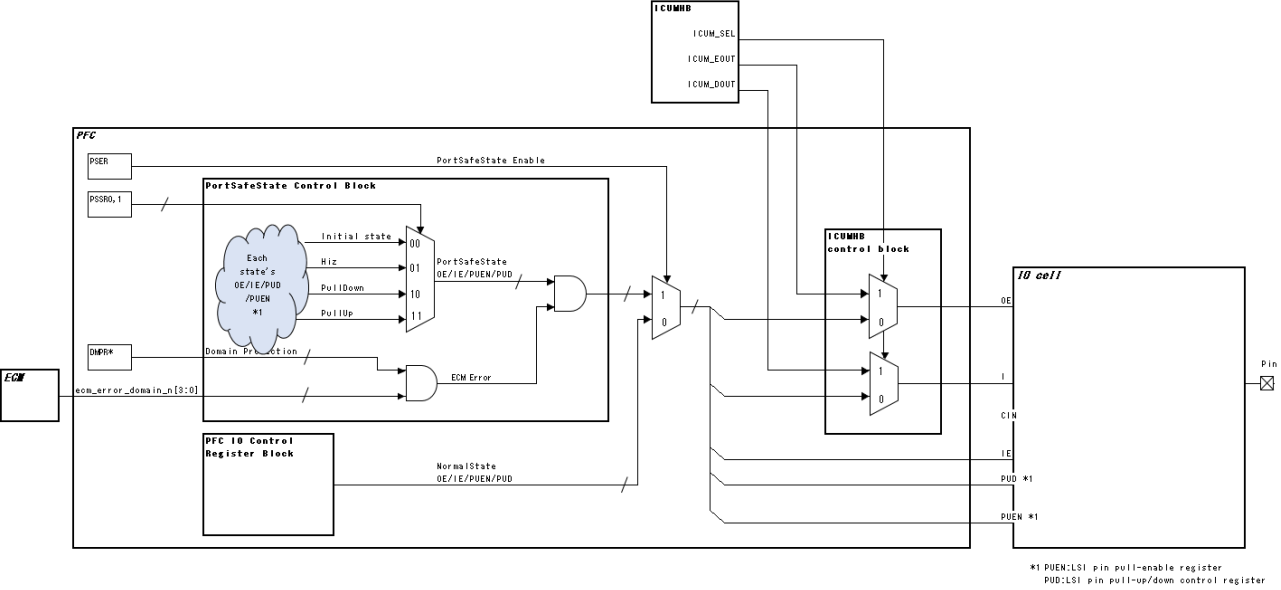 ICUMHB
ICUM_SEL
ICUM_EOUT
ICUM_DOUT
PFC
PSER
PortSafeState Enable
PSSR0,1
PortSafeState Control Block
Each
state's
OE/IE/PUD
/PUEN
*1
Initial state
Hiz
PullDown
PullUp
00
01
10
11
PortSafeState
OE/IE/PUEN/PUD
1
0
DMPR*
Domain Protection
ECM
ecm_error_domain_n[3:0]
ECM Error
PFC IO Control
Register Block
NormalState
OE/IE/PUEN/PUD
ICUMHB
control block
1
0
1
0
IO cell
OE
I
CIN
IE
PUD *1
PUEN *1
Pin
*1 PUEN:LSI pin pull-enable register
PUD:LSI pin pull-up/down control register